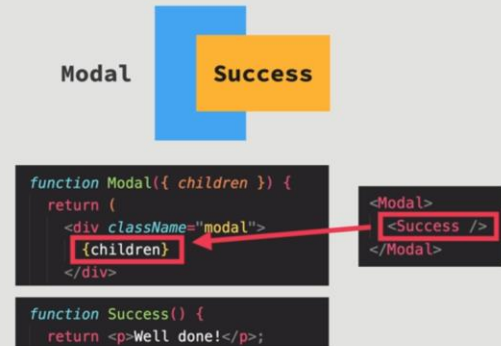 Modal
Success
function Modal({ children }) {
return (
<div className="modal">
{children}
</div>
<Modal>
<Success />
</Modal>
function Success() {
return <p>Well done!</p>;